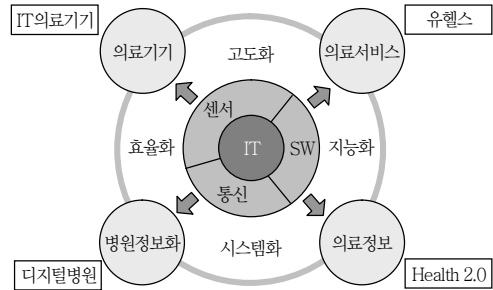 IT의료기기
유헬스
의료기기
고도화
의료서비스
센서
효율화
IT
SW
지능화
통신
병원정보화
시스템화
의료정보
디지털병원
Health 2.0